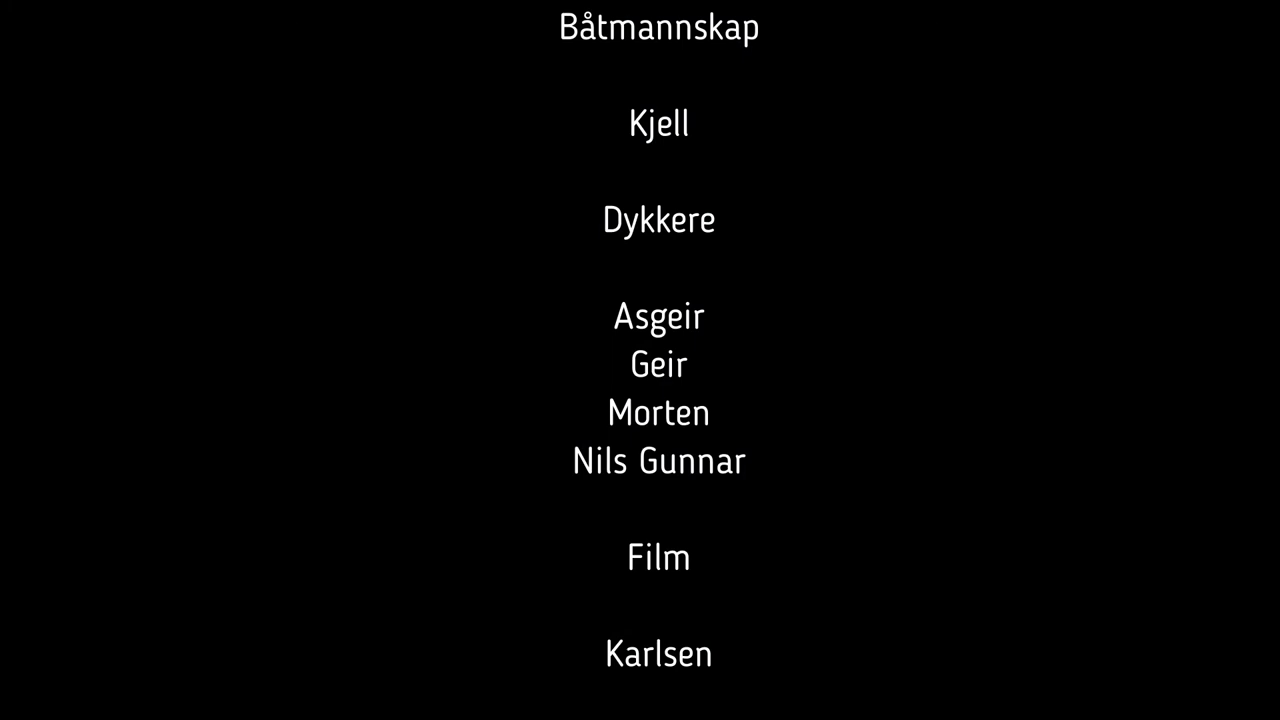 Båtmannskap
Kjell
Dykkere
Asgeir
Geir
Morten
Nils Gunnar
Film
Karlsen